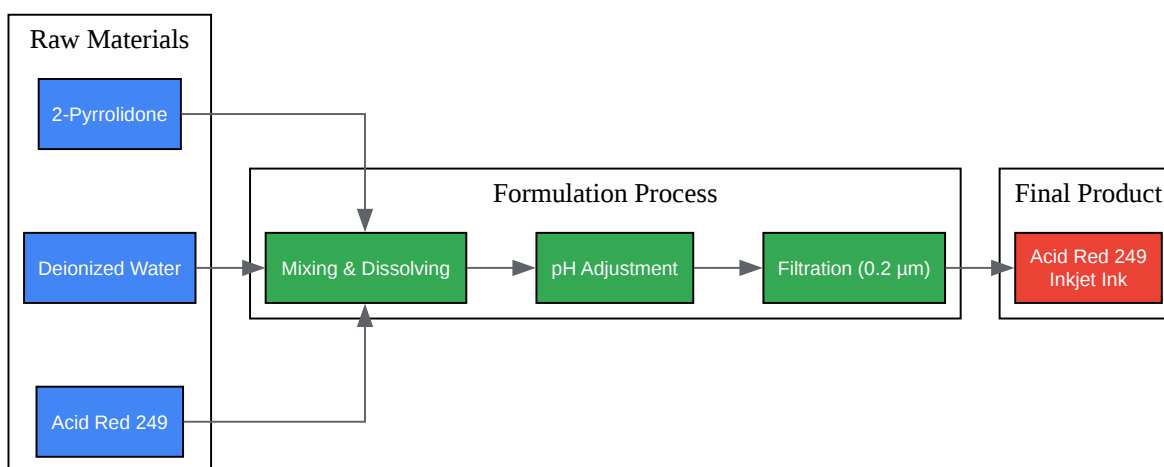 Raw Materials
2-Pyrrolidone
Deionized Water
Acid Red 249
Formulation Process
Mixing & Dissolving
pH Adjustment
Filtration (0.2 µm)
Final Product
Acid Red 249
Inkjet Ink